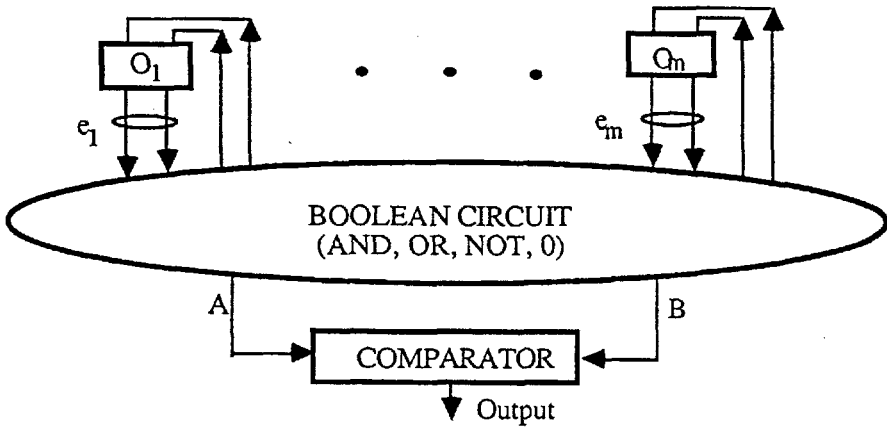 O1
Om
e1
em
BOOLEAN CIRCUIT
(AND, OR, NOT, 0)
A
B
COMPARATOR
Output